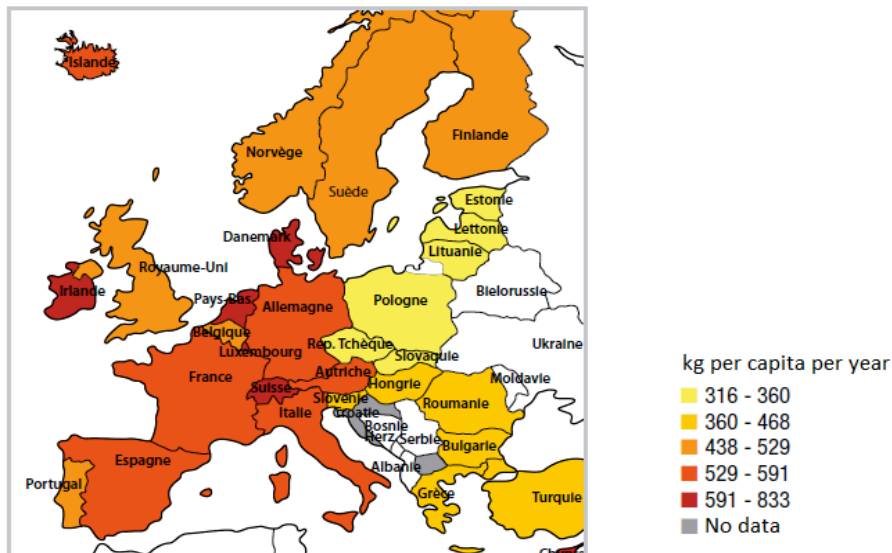 Islande
Finlande
Norvège
Suède
Estonie
Lettonie
Danemark
Lituanie
Royaume-Uni
Irlande
Pays-Bas
Allemagne
Pologne
Bielorussie
Belgique
Luxembourg
Rép. Tchèque
Ukraine
Slovaquie
France
Autriche
Moldavie
Suisse
Hongrie
Slovénie
Roumanie
Italie
Croatie
Bosnie
Herz.
Serbie
Bulgarie
Espagne
Albanie
Portugal
Grèce
Turquie
kg per capita per year
316 - 360
360 - 468
438 - 529
529 - 591
591 - 833
No data